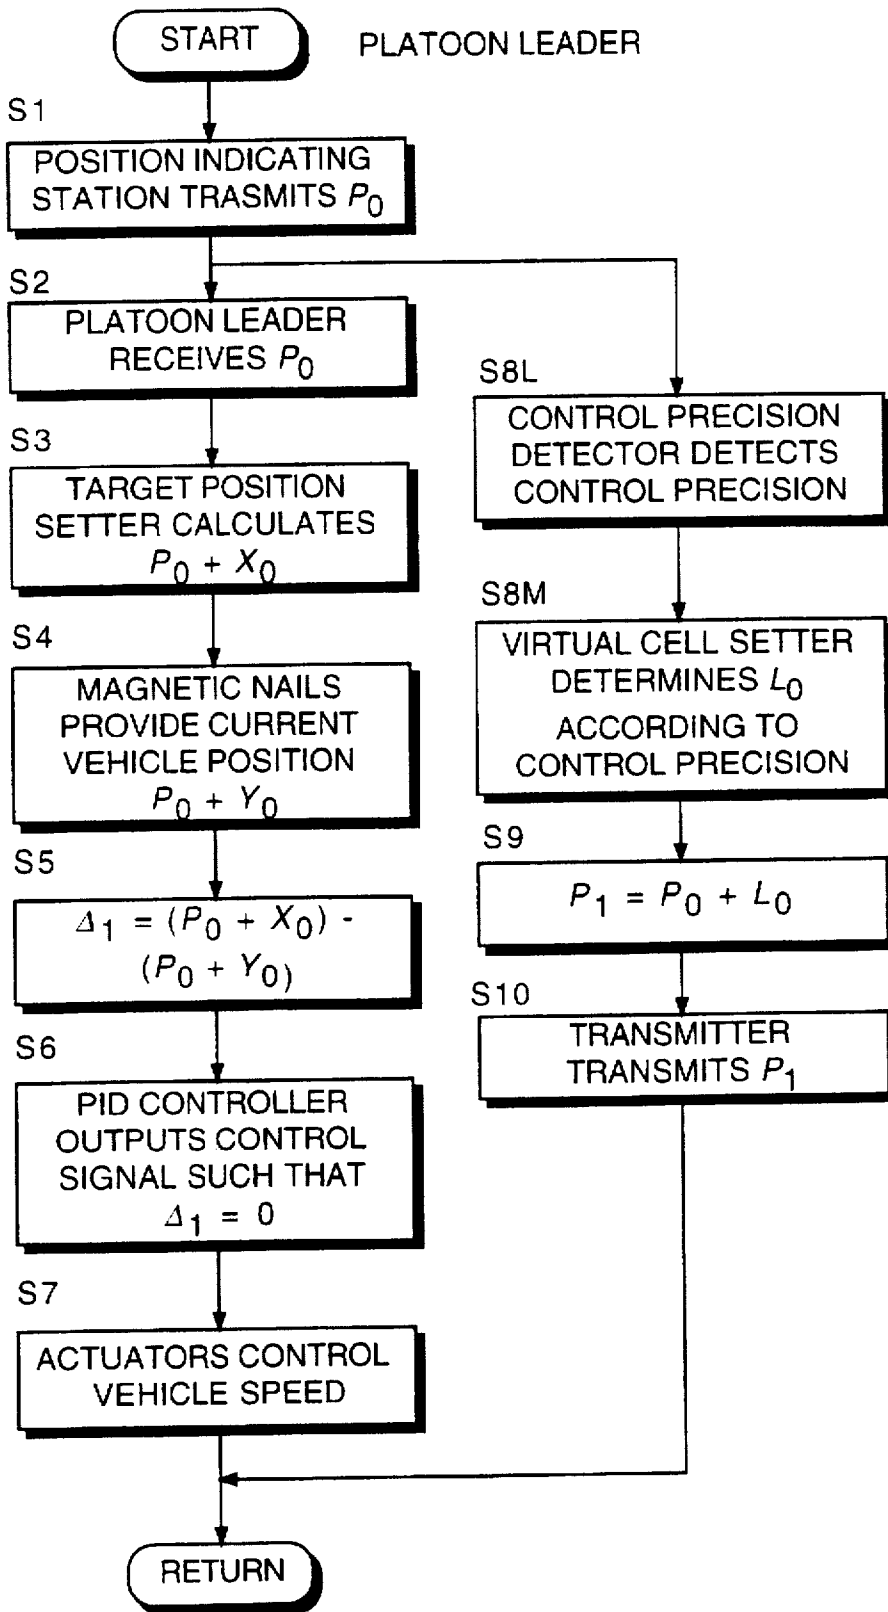 START
PLATOON LEADER
S1
POSITION INDICATING
STATION TRASMITS P0
S2
PLATOON LEADER
RECEIVES P0
S3
TARGET POSITION
SETTER CALCULATES
P0 + X0
S4
MAGNETIC NAILS
PROVIDE CURRENT
VEHICLE POSITION
P0 + Y0
S5
Δ1 = (P0 + X0) -
(P0 + Y0)
S6
PID CONTROLLER
OUTPUTS CONTROL
SIGNAL SUCH THAT
Δ1 = 0
S7
ACTUATORS CONTROL
VEHICLE SPEED
S8L
CONTROL PRECISION
DETECTOR DETECTS
CONTROL PRECISION
S8M
VIRTUAL CELL SETTER
DETERMINES L0
ACCORDING TO
CONTROL PRECISION
S9
P1 = P0 + L0
S10
TRANSMITTER
TRANSMITS P1
RETURN